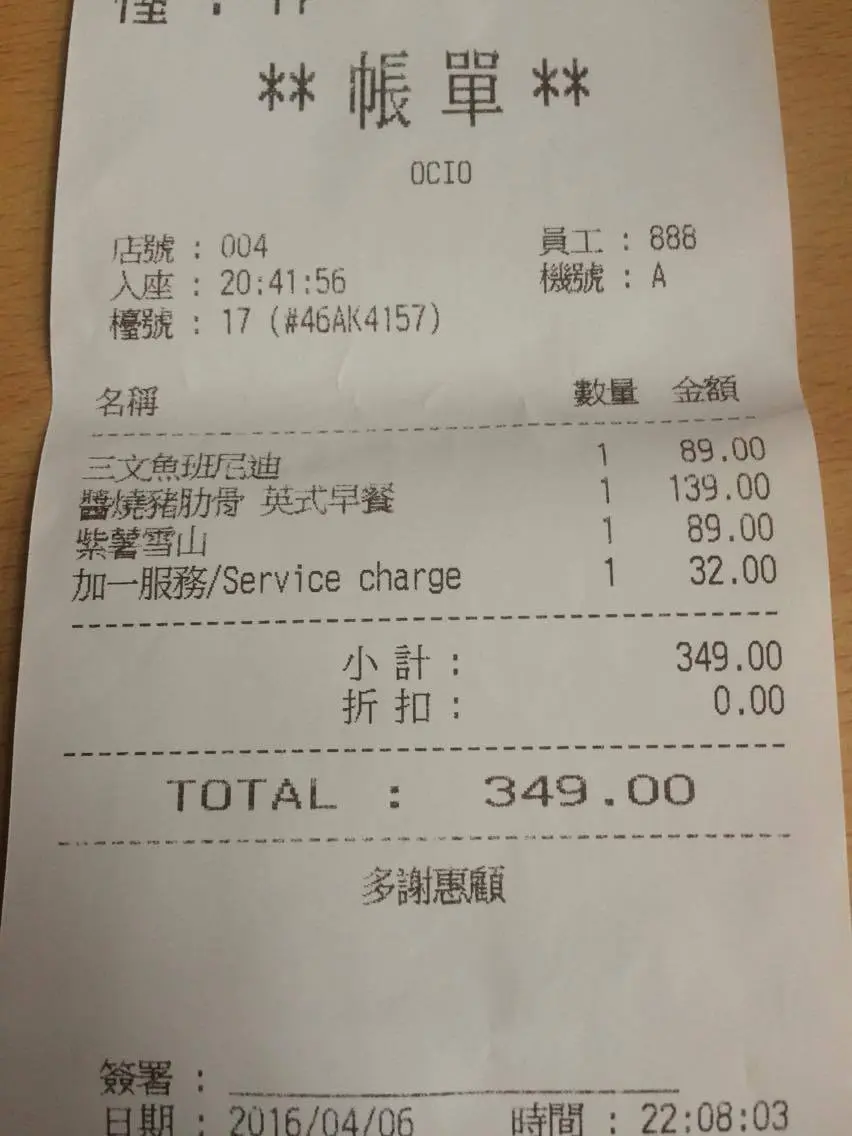 檯 : 17
** 帳 單 **
OCIO
店號 : 004 員工 : 888
入座 : 20:41:56 機號 : A
檯號 : 17 (#46AK4157)
名稱 數量 金額
三文魚班尼迪 1 89.00
醬燒豬肋骨 英式早餐 1 139.00
紫薯雪山 1 89.00
加一服務/Service charge 1 32.00
小 計 : 349.00
折 扣 : 0.00
TOTAL : 349.00
多謝惠顧
簽署 :
日期 : 2016/04/06 時間 : 22:08:03